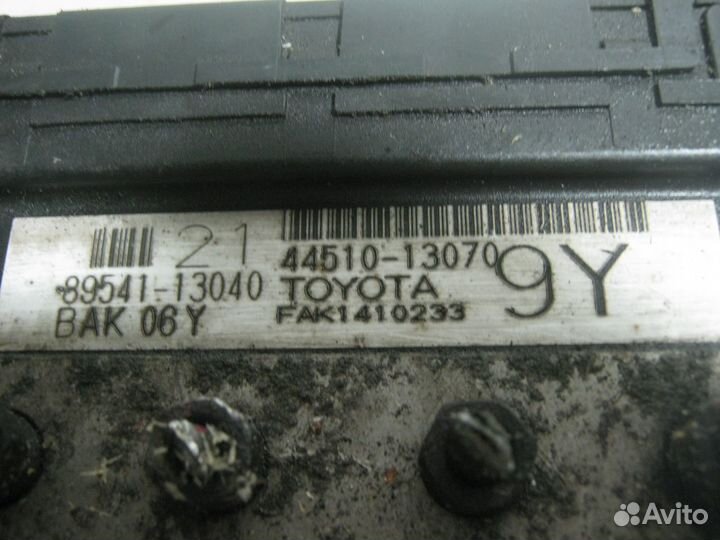 21
89541-13040
BAK 06Y
44510-13070
TOYOTA
FAK1410233
9Y
Avito